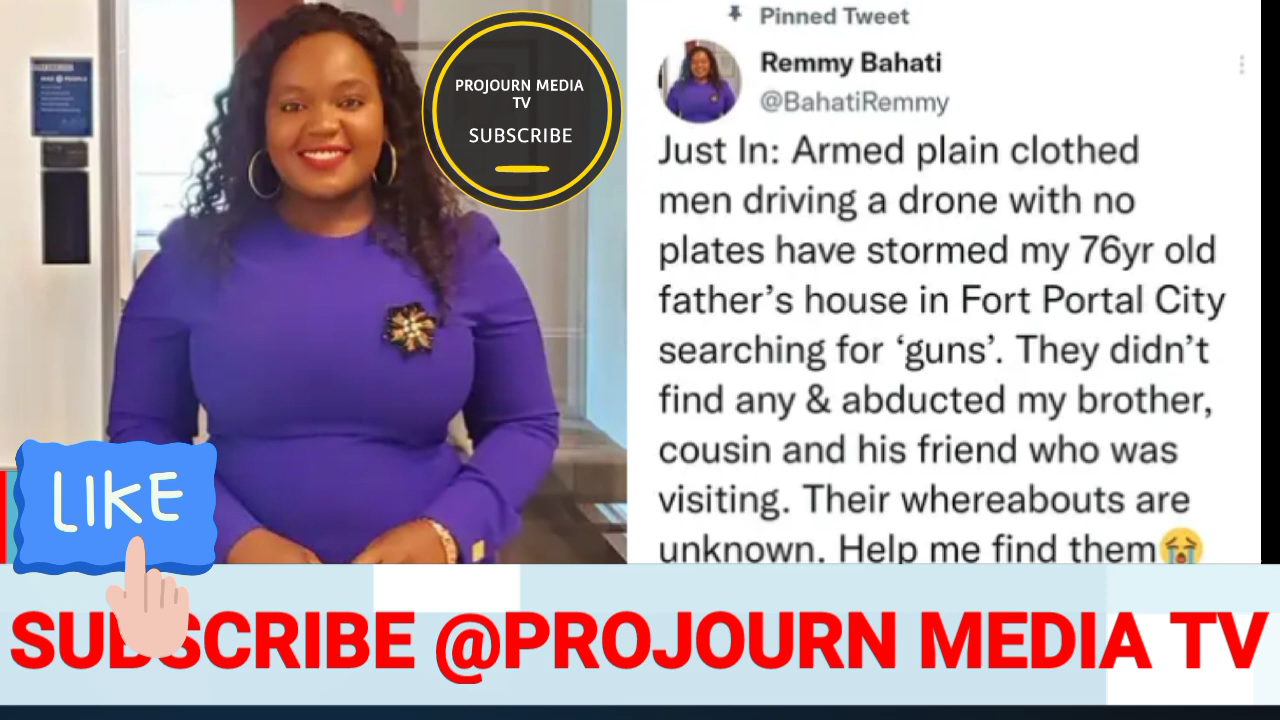 PROJOURN MEDIA
TV
SUBSCRIBE
Pinned Tweet
Remmy Bahati
@BahatiRemmy
Just In: Armed plain clothed
men driving a drone with no
plates have stormed my 76yr old
father’s house in Fort Portal City
searching for ‘guns’. They didn’t
find any & abducted my brother,
cousin and his friend who was
visiting. Their whereabouts are
unknown. Help me find them😭
LIKE
SUBSCRIBE @PROJOURN MEDIA TV